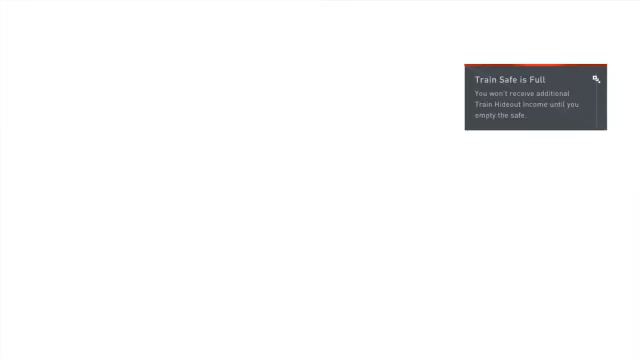 Train Safe is Full
You won't receive additional
Train Hideout Income until you
empty the safe.